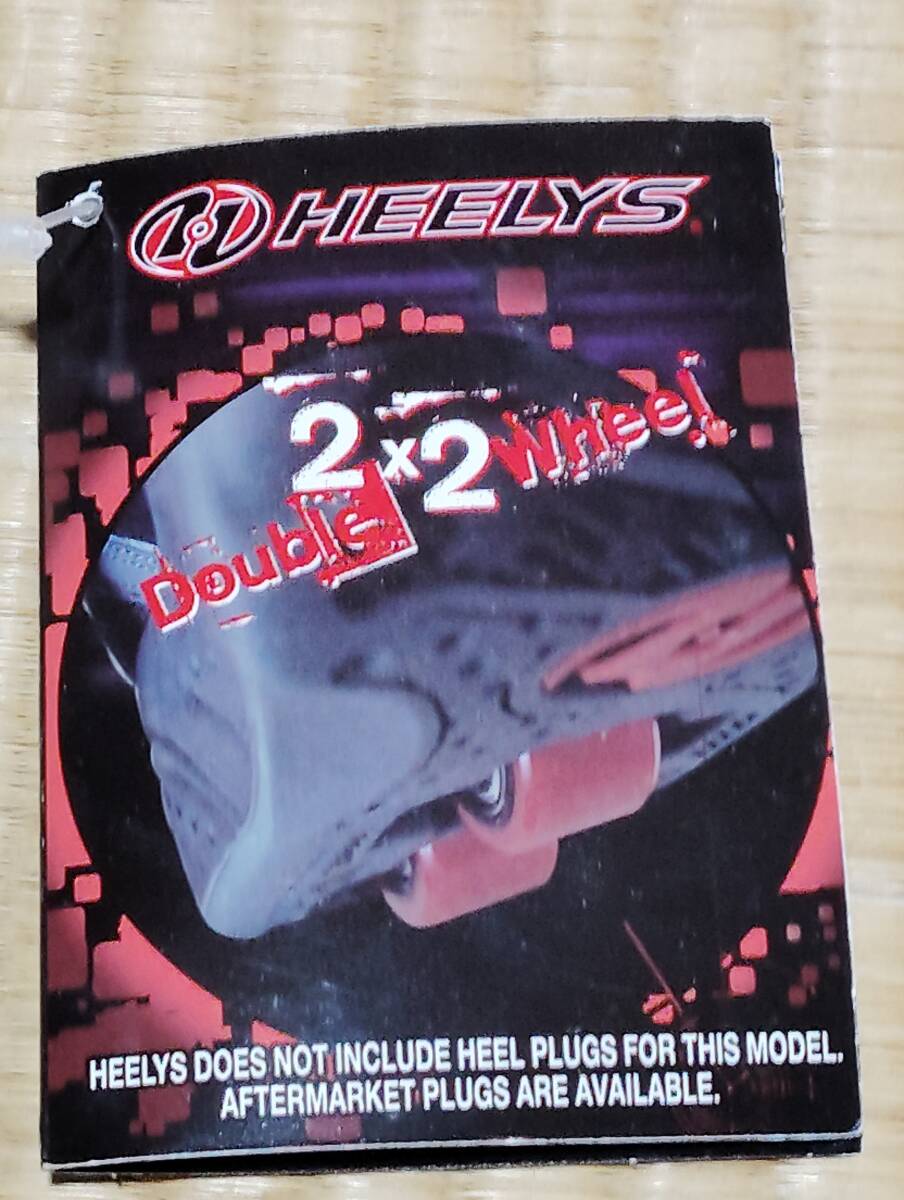 HEELYS
2x2
Double Wheel
HEELYS DOES NOT INCLUDE HEEL PLUGS FOR THIS MODEL.
AFTERMARKET PLUGS ARE AVAILABLE.